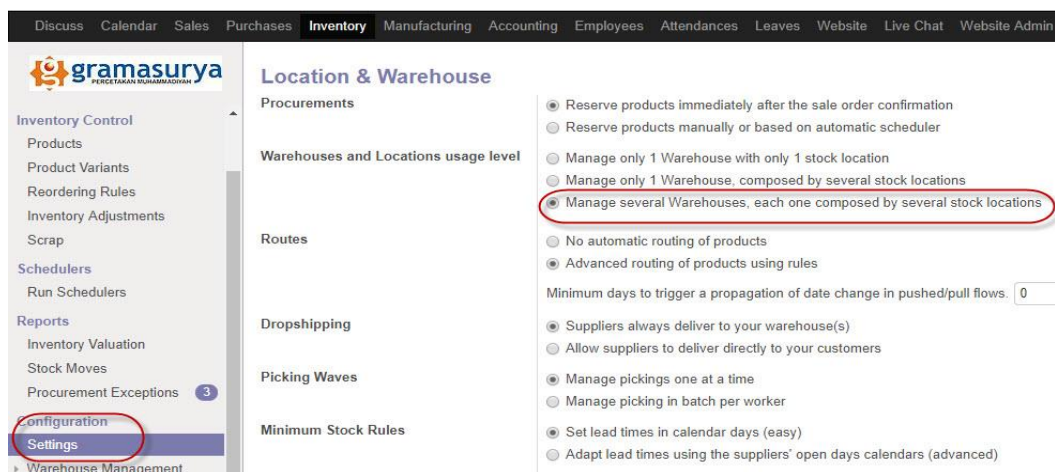 Discuss Calendar Sales Purchases Inventory Manufacturing Accounting Employees Attendances Leaves Website Live Chat Website Admin
gramasurya
PERCETAKAN MUHAMMADIYAH
Inventory Control
Products
Product Variants
Reordering Rules
Inventory Adjustments
Scrap
Schedulers
Run Schedulers
Reports
Inventory Valuation
Stock Moves
Procurement Exceptions 3
Configuration
Settings
Warehouse Management
Location & Warehouse
Procurements
Reserve products immediately after the sale order confirmation
Reserve products manually or based on automatic scheduler
Warehouses and Locations usage level
Manage only 1 Warehouse with only 1 stock location
Manage only 1 Warehouse, composed by several stock locations
Manage several Warehouses, each one composed by several stock locations
Routes
No automatic routing of products
Advanced routing of products using rules
Minimum days to trigger a propagation of date change in pushed/pull flows. 0
Dropshipping
Suppliers always deliver to your warehouse(s)
Allow suppliers to deliver directly to your customers
Picking Waves
Manage pickings one at a time
Manage picking in batch per worker
Minimum Stock Rules
Set lead times in calendar days (easy)
Adapt lead times using the suppliers' open days calendars (advanced)